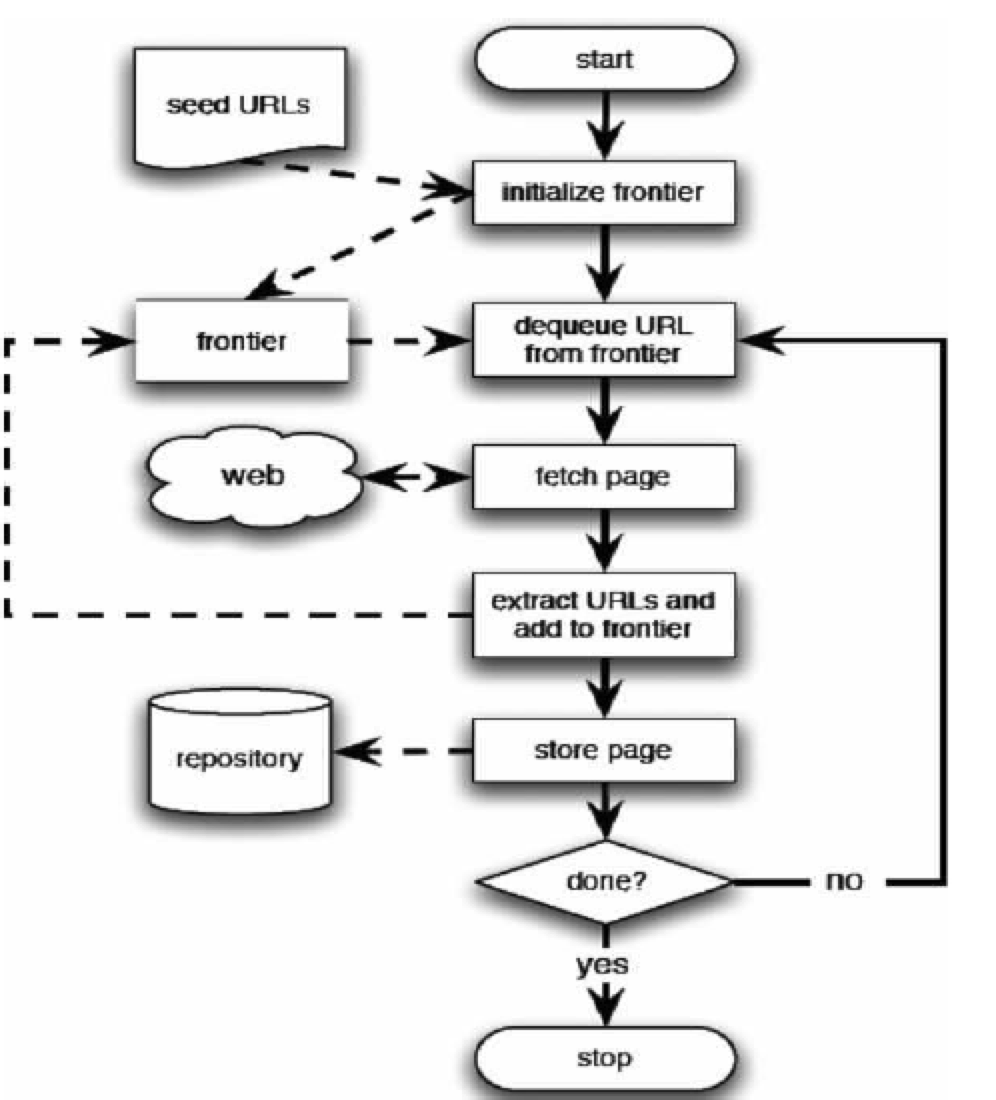 seed URLs
start
initialize frontier
frontier
dequeue URL
from frontier
web
fetch page
extract URLs and
add to frontier
repository
store page
done?
no
yes
stop